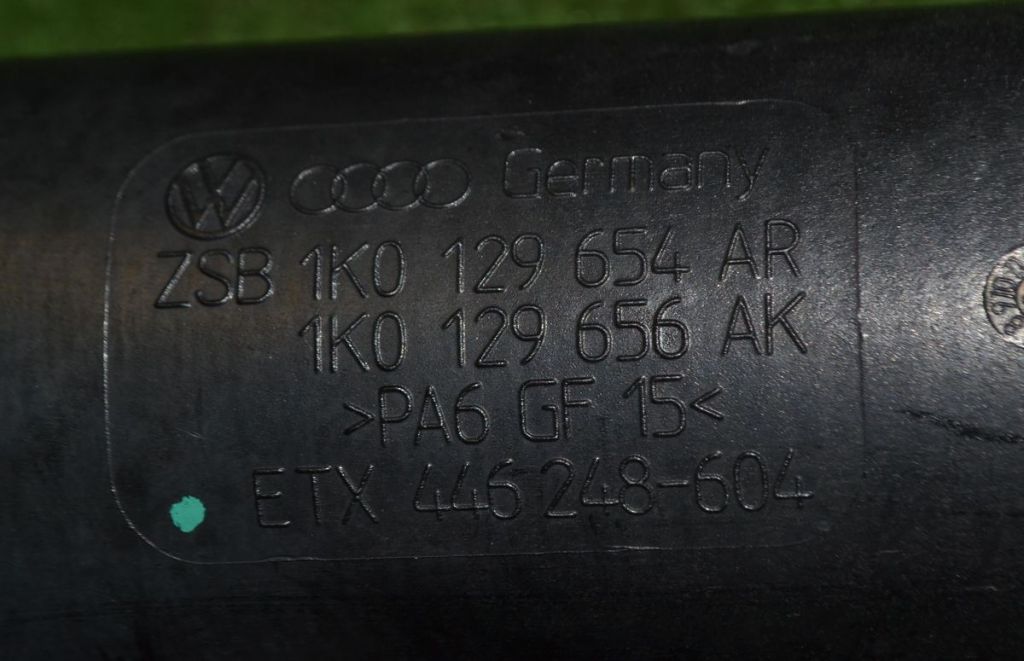 Germany
ZSB 1K0 129 654 AR
1K0 129 656 AK
>PA6 GF 15<
ETX 446 248-604